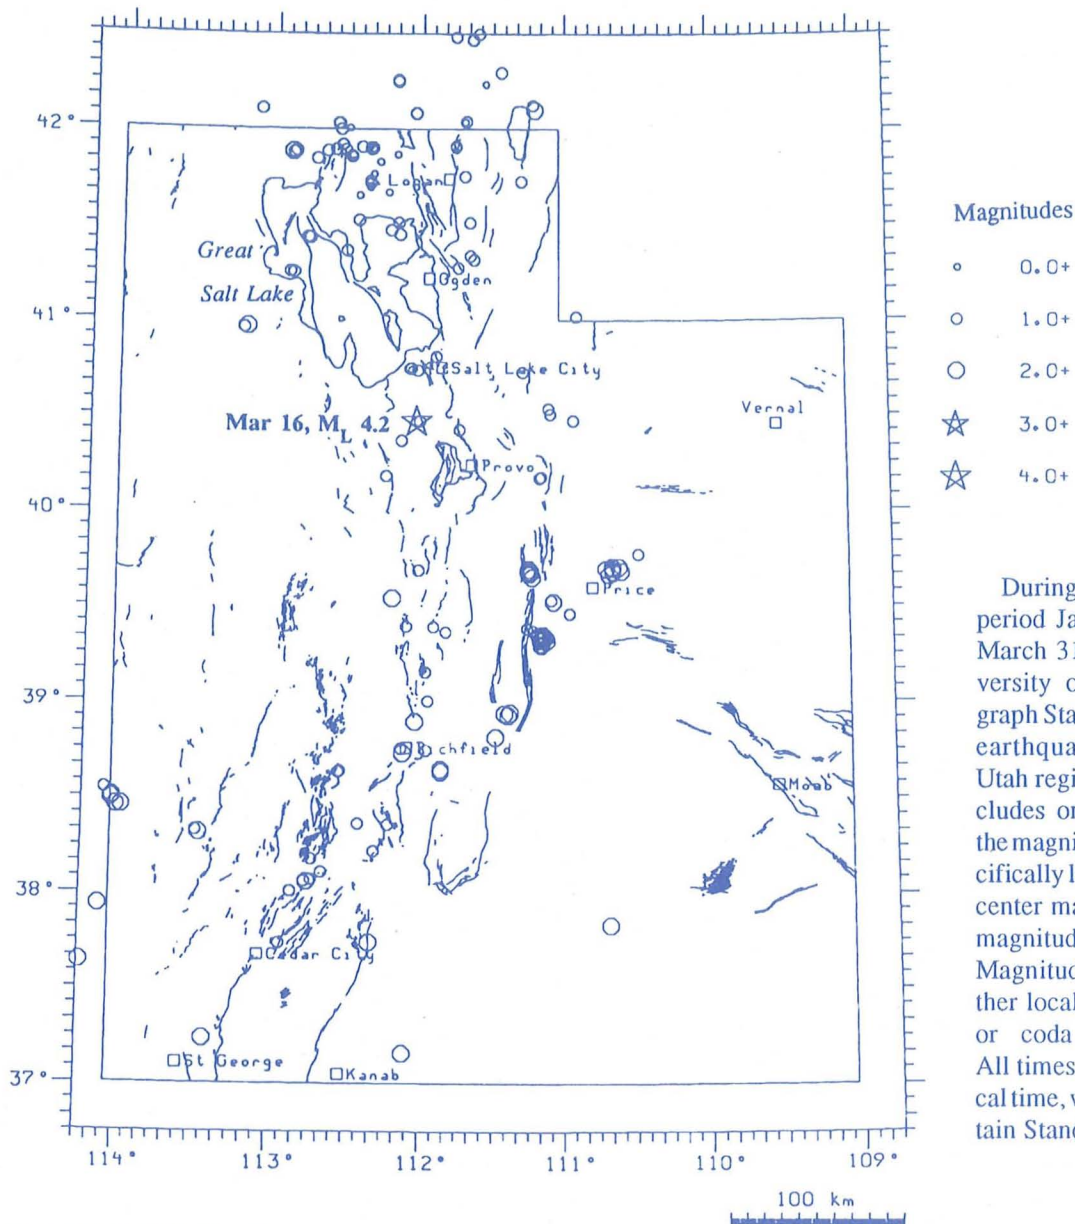 42°
41°
40°
39°
38°
37°
114°
113°
112°
111°
110°
109°
Logan
Great
Salt Lake
Ogden
Salt Lake City
Vernal
Mar 16, M_L 4.2
Provo
Price
Richfield
Moab
Cedar City
St George
Kanab
100 km
Magnitudes
0.0+
1.0+
2.0+
3.0+
4.0+
During
period Ja
March 31
versity o
graph Sta
earthqua
Utah regi
cludes or
the magni
cifically l
center ma
magnitud
Magnitud
ther local
or coda
All times
cal time, v
tain Stand